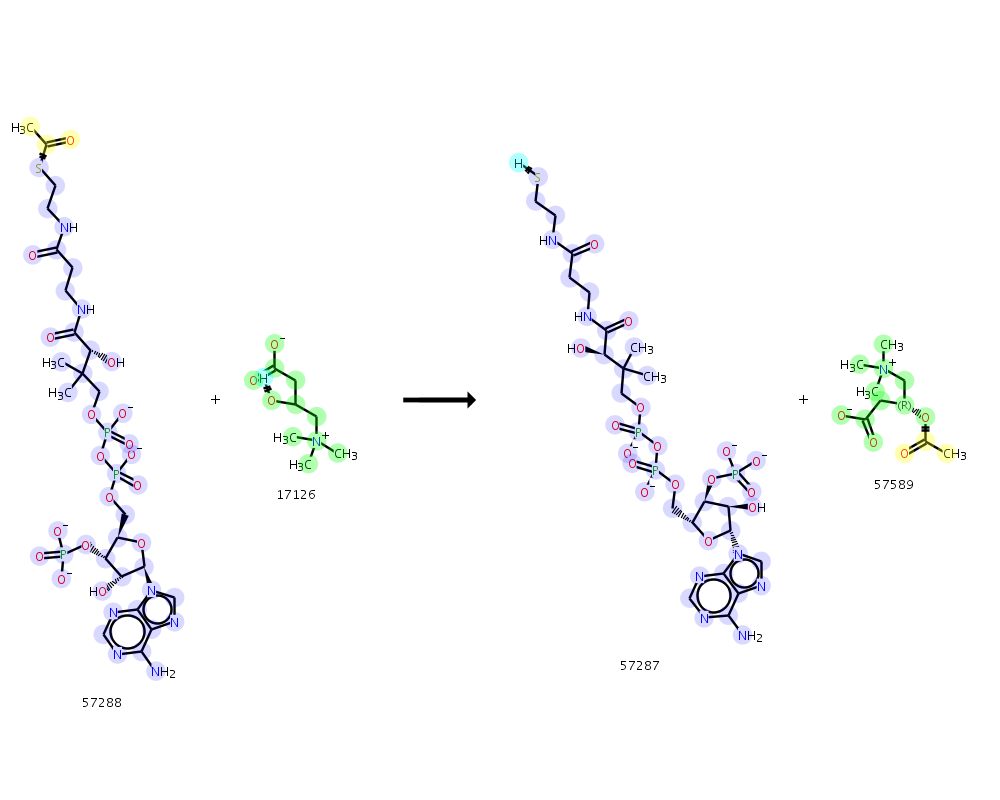 H₃C O
S
NH
O
NH
O
OH
H₃C
H₃C
O O⁻
P
O O O⁻
P O
O
O⁻
O P O O
O⁻
HO N
N N
N
NH₂
57288
+
O⁻
O H
O
H₃C N⁺ CH₃
H₃C
17126
H
S
HN O
HN O
HO CH₃
CH₃
O
O P
O⁻ O
O P
O⁻ O
O⁻ P O⁻
O O
OH
O
N
N N
N
NH₂
57287
+
CH₃
H₃C N⁺
H₃C
O⁻ (R) O
O O CH₃
57589